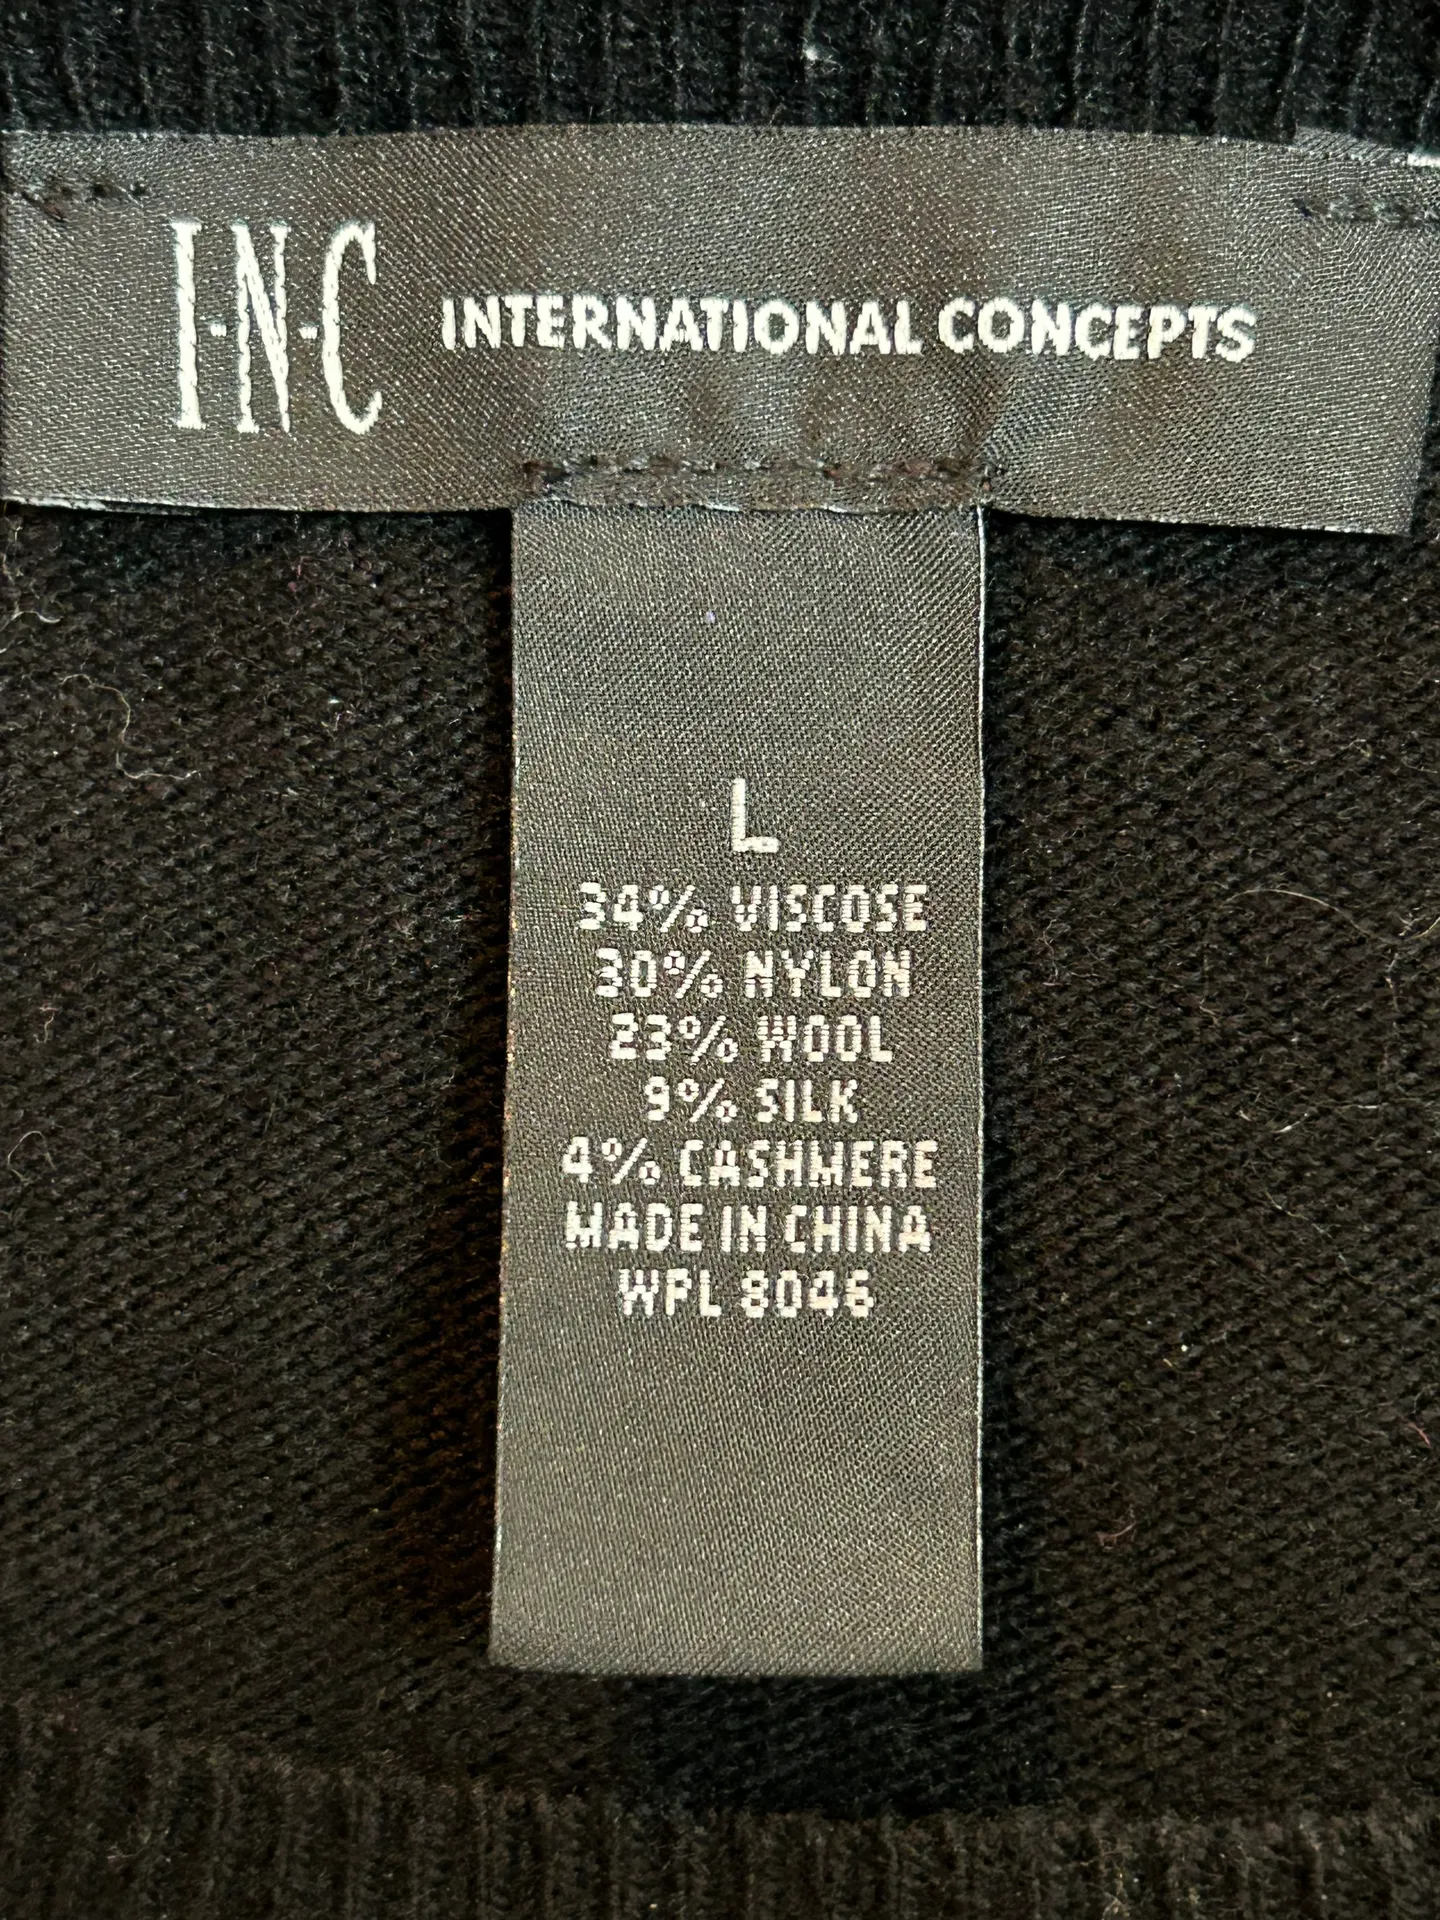 I·N·C INTERNATIONAL CONCEPTS
L
34% VISCOSE
30% NYLON
23% WOOL
9% SILK
4% CASHMERE
MADE IN CHINA
WPL 8046